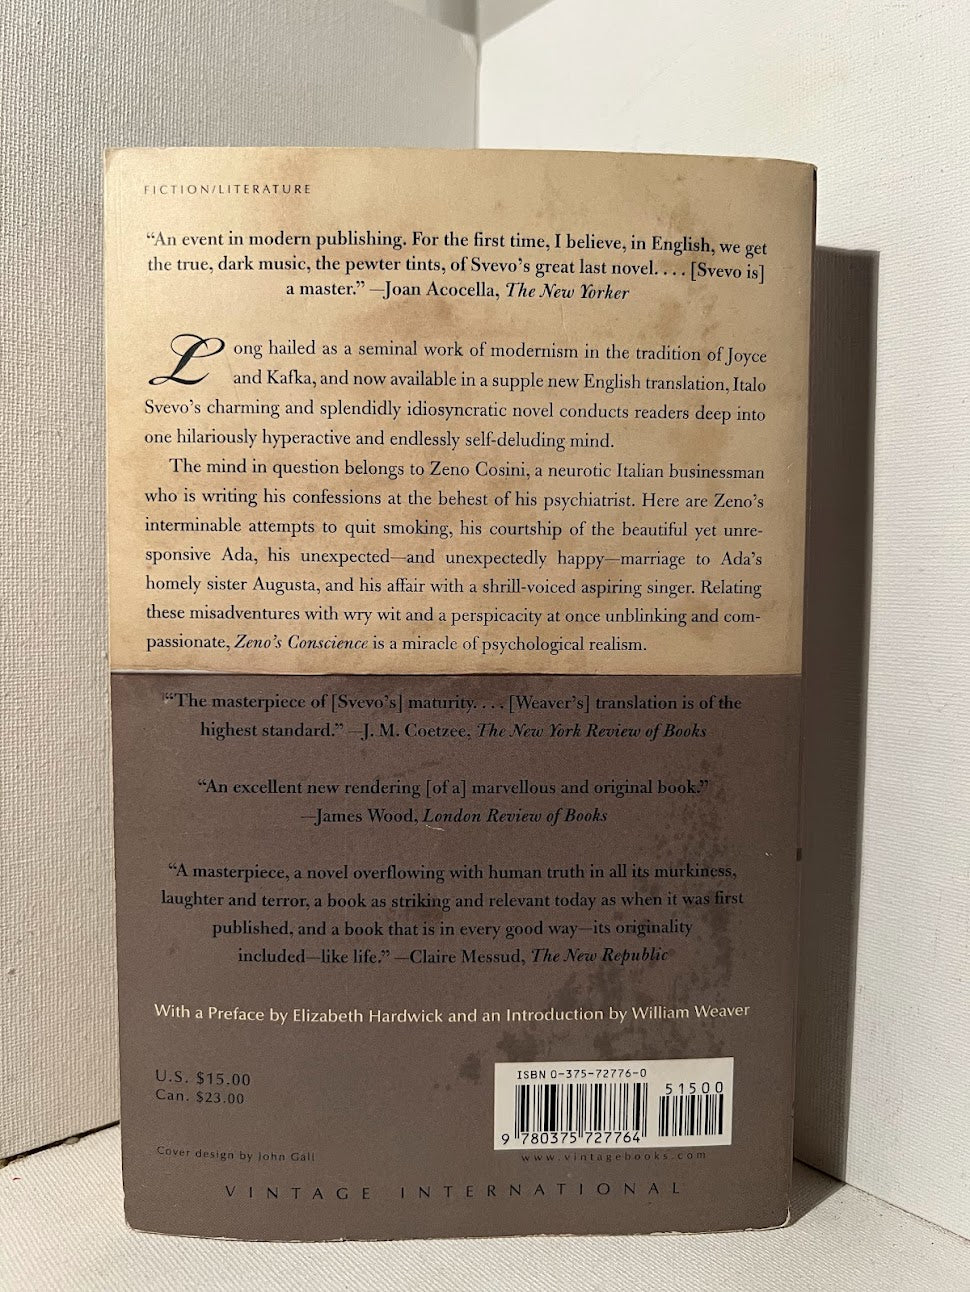 FICTION/LITERATURE
“An event in modern publishing. For the first time, I believe, in English, we get
the true, dark music, the pewter tints, of Svevo’s great last novel. . . . [Svevo is]
a master.” —Joan Acocella, The New Yorker
Long hailed as a seminal work of modernism in the tradition of Joyce
and Kafka, and now available in a supple new English translation, Italo
Svevo’s charming and splendidly idiosyncratic novel conducts readers deep into
one hilariously hyperactive and endlessly self-deluding mind.
The mind in question belongs to Zeno Cosini, a neurotic Italian businessman
who is writing his confessions at the behest of his psychiatrist. Here are Zeno’s
interminable attempts to quit smoking, his courtship of the beautiful yet unre-
sponsive Ada, his unexpected—and unexpectedly happy—marriage to Ada’s
homely sister Augusta, and his affair with a shrill-voiced aspiring singer. Relating
these misadventures with wry wit and a perspicacity at once unblinking and com-
passionate, Zeno’s Conscience is a miracle of psychological realism.
“The masterpiece of [Svevo’s] maturity. . . . [Weaver’s] translation is of the
highest standard.” —J. M. Coetzee, The New York Review of Books
“An excellent new rendering [of a] marvellous and original book.”
—James Wood, London Review of Books
“A masterpiece, a novel overflowing with human truth in all its murkiness,
laughter and terror, a book as striking and relevant today as when it was first
published, and a book that is in every good way—its originality
included—like life.” —Claire Messud, The New Republic
With a Preface by Elizabeth Hardwick and an Introduction by William Weaver
U.S. $15.00
Can. $23.00
ISBN 0-375-72776-0
51500
9 780375 727764
Cover design by John Gall
www.vintagebooks.com
VINTAGE INTERNATIONAL